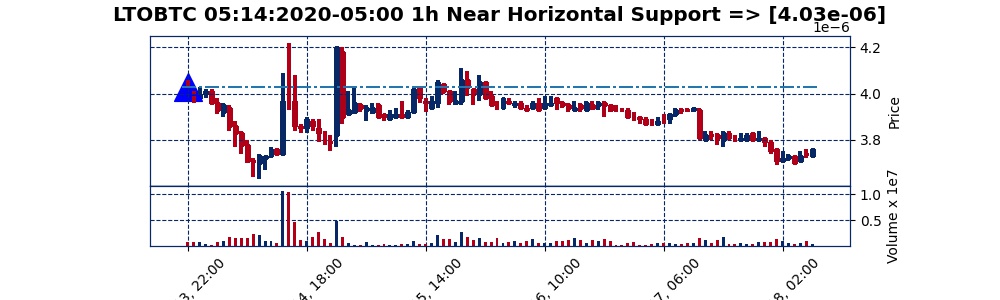 LTOBTC 05:14:2020-05:00 1h Near Horizontal Support => [4.03e-06]
1e−6
4.2
4.0
3.8
Price
1.0
0.5
Volume x 1e7
3, 22:00
4, 18:00
5, 14:00
6, 10:00
7, 06:00
8, 02:00